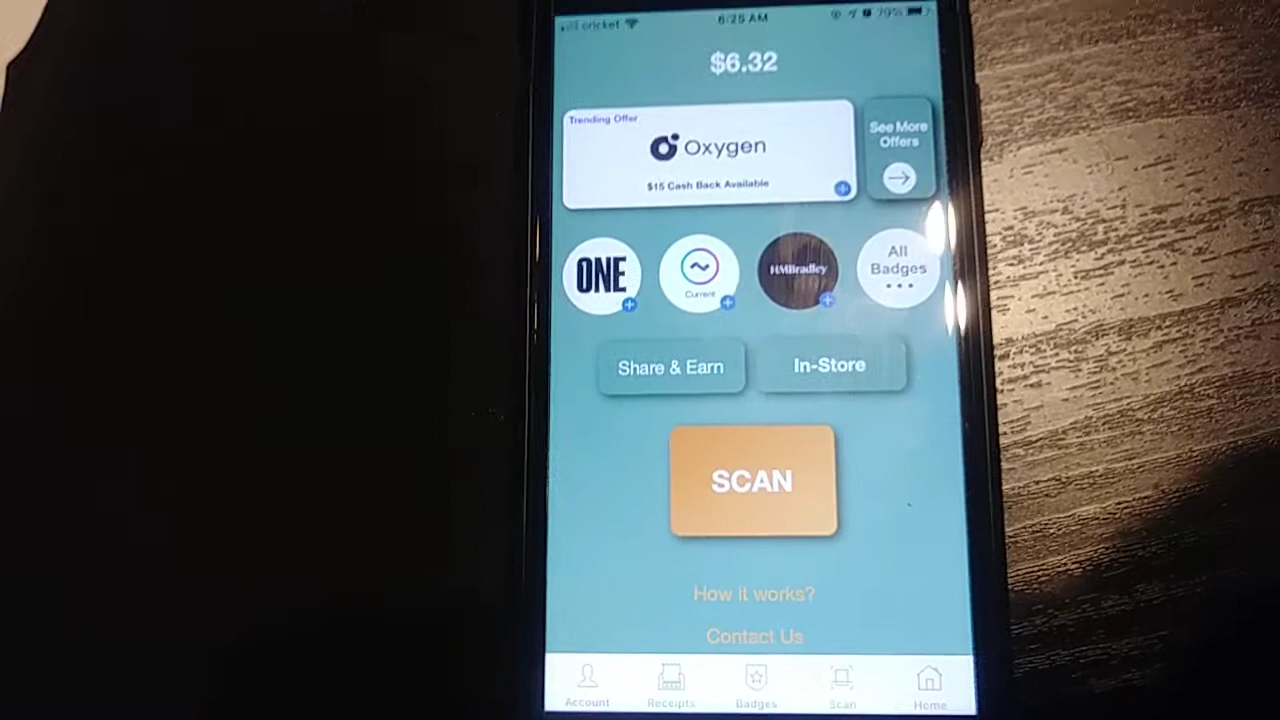 cricket 6:25 AM 79%
$6.32
Trending Offer
Oxygen
$15 Cash Back Available
See More
Offers
ONE
Current
HMBradley
All
Badges
Share & Earn
In-Store
SCAN
How it works?
Contact Us
Account Receipts Badges Scan Home